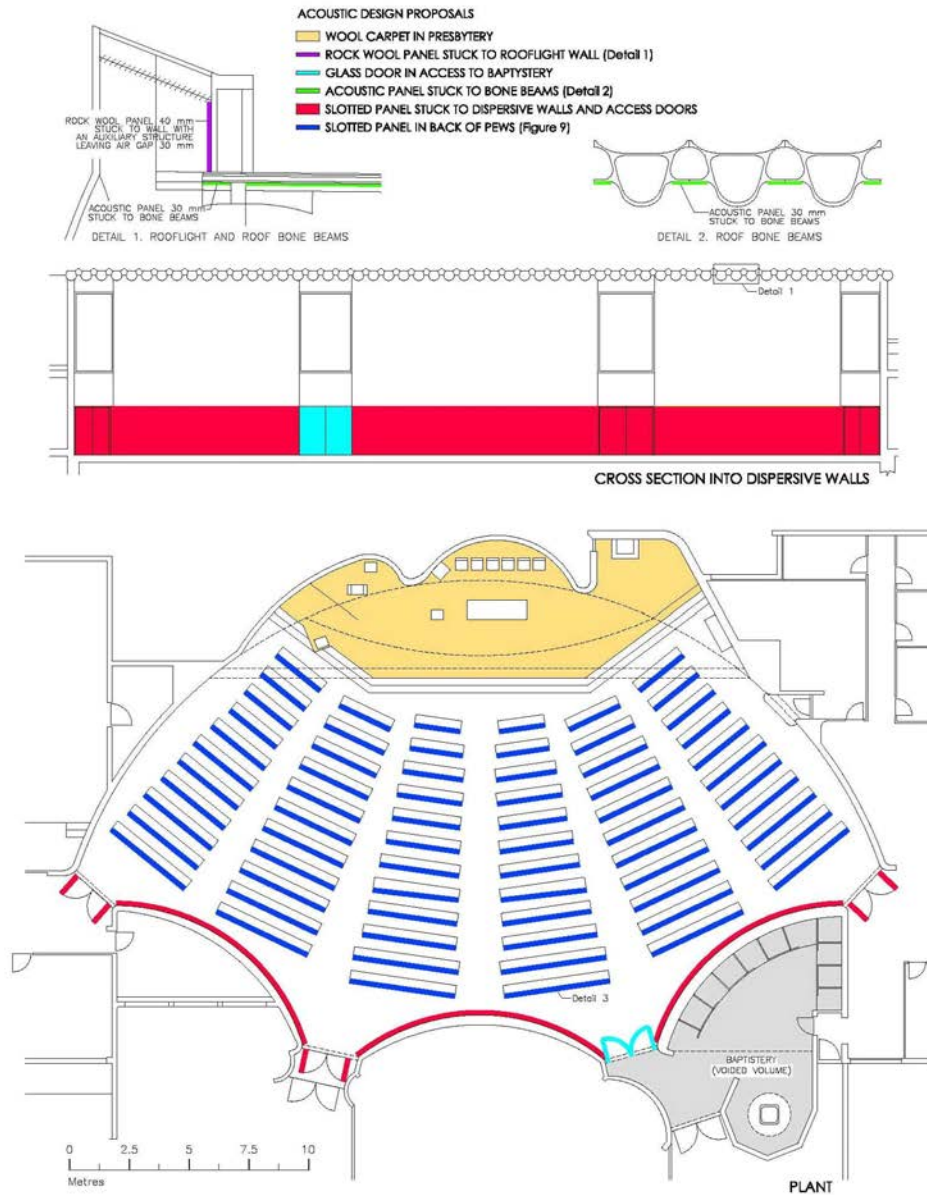 ACOUSTIC DESIGN PROPOSALS
WOOL CARPET IN PRESBYTERY
ROCK WOOL PANEL STUCK TO ROOFLIGHT WALL (Detail 1)
GLASS DOOR IN ACCESS TO BAPTYSTERY
ACOUSTIC PANEL STUCK TO BONE BEAMS (Detail 2)
SLOTTED PANEL STUCK TO DISPERSIVE WALLS AND ACCESS DOORS
SLOTTED PANEL IN BACK OF PEWS (Figure 9)
ROCK WOOL PANEL 40 mm
STUCK TO WALL WITH
AN AUXILIARY STRUCTURE
LEAVING AIR GAP 30 mm
ACOUSTIC PANEL 30 mm
STUCK TO BONE BEAMS
DETAIL 1. ROOFLIGHT AND ROOF BONE BEAMS
ACOUSTIC PANEL 30 mm
STUCK TO BONE BEAMS
DETAIL 2. ROOF BONE BEAMS
Detail 1
CROSS SECTION INTO DISPERSIVE WALLS
Detail 3
BAPTISTERY
(VOIDED VOLUME)
0 2.5 5 7.5 10
Metres
PLANT